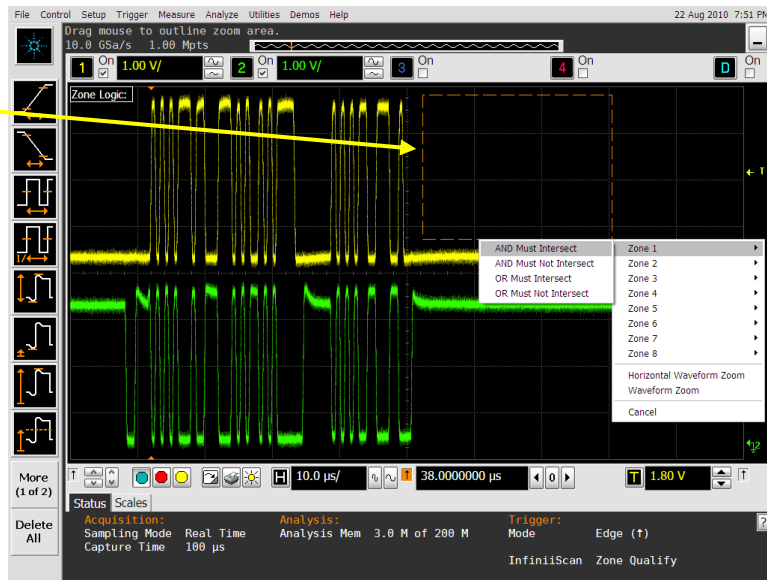 File Control Setup Trigger Measure Analyze Utilities Demos Help 22 Aug 2010 7:51 PM
Drag mouse to outline zoom area.
10.0 GSa/s 1.00 Mpts
1 On 1.00 V/ 2 On 1.00 V/ 3 On 4 On D On
Zone Logic:
T
AND Must Intersect
AND Must Not Intersect
OR Must Intersect
OR Must Not Intersect
Zone 1
Zone 2
Zone 3
Zone 4
Zone 5
Zone 6
Zone 7
Zone 8
Horizontal Waveform Zoom
Waveform Zoom
Cancel
1/
2
More
(1 of 2)
Delete
All
H 10.0 µs/ T 38.0000000 µs 0 T 1.80 V
Status Scales
Acquisition: Analysis: Trigger: ?
Sampling Mode Real Time Analysis Mem 3.0 M of 200 M Mode Edge (↑)
Capture Time 100 µs
InfiniiScan Zone Qualify